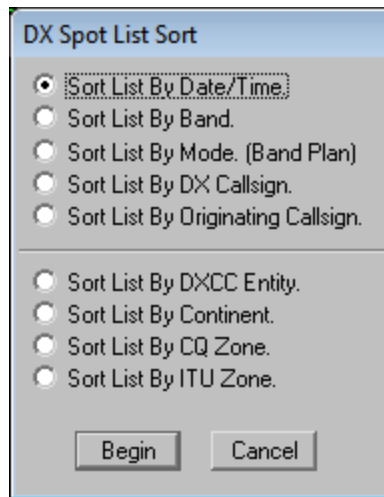 DX Spot List Sort
Sort List By Date/Time.
Sort List By Band.
Sort List By Mode. (Band Plan)
Sort List By DX Callsign.
Sort List By Originating Callsign.
Sort List By DXCC Entity.
Sort List By Continent.
Sort List By CQ Zone.
Sort List By ITU Zone.
Begin Cancel